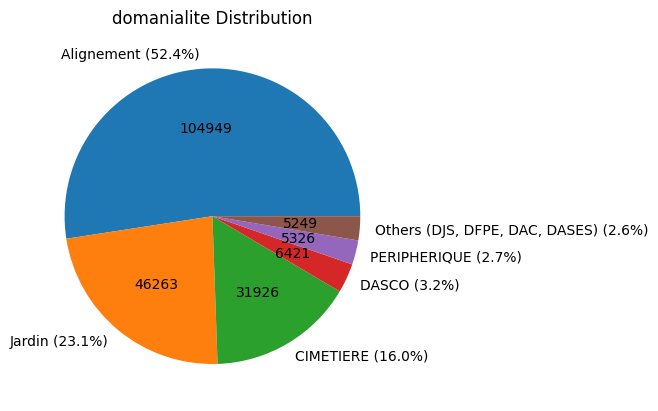 domanialite Distribution
Alignement (52.4%)
104949
5249
Others (DJS, DFPE, DAC, DASES) (2.6%)
5326
PERIPHERIQUE (2.7%)
6421
DASCO (3.2%)
46263
31926
Jardin (23.1%)
CIMETIERE (16.0%)